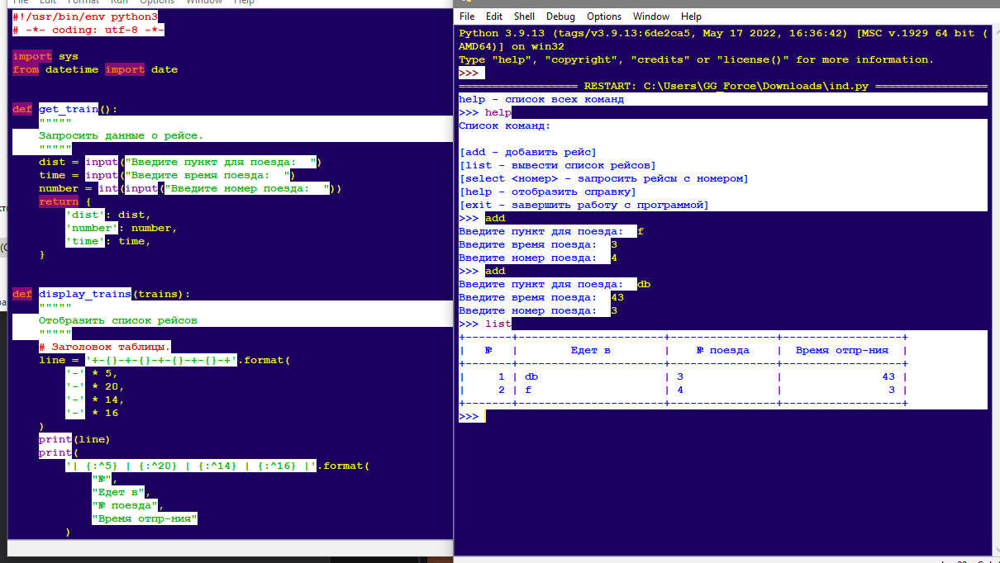 File Edit Format Run Options Window Help
#!/usr/bin/env python3
# -*- coding: utf-8 -*-
import sys
from datetime import date
def get_train():
"""""
Запросить данные о рейсе.
"""""
dist = input("Введите пункт для поезда:  ")
time = input("Введите время поезда:  ")
number = int(input("Введите номер поезда:  "))
return {
'dist': dist,
'number': number,
'time': time,
}
def display_trains(trains):
"""""
Отобразить список рейсов
"""""
# Заголовок таблицы.
line = '+-{}-+-{}-+-{}-+-{}-+'.format(
'-' * 5,
'-' * 20,
'-' * 14,
'-' * 16
)
print(line)
print(
'| {:^5} | {:^20} | {:^14} | {:^16} |'.format(
"№",
"Едет в",
"№ поезда",
"Время отпр-ния"
)
File Edit Shell Debug Options Window Help
Python 3.9.13 (tags/v3.9.13:6de2ca5, May 17 2022, 16:36:42) [MSC v.1929 64 bit (
AMD64)] on win32
Type "help", "copyright", "credits" or "license()" for more information.
>>>
================== RESTART: C:\Users\GG_Force\Downloads\ind.py =================
help - список всех команд
>>> help
Список команд:
[add - добавить рейс]
[list - вывести список рейсов]
[select <номер> - запросить рейсы с номером]
[help - отобразить справку]
[exit - завершить работу с программой]
>>> add
Введите пункт для поезда:  f
Введите время поезда:  3
Введите номер поезда:  4
>>> add
Введите пункт для поезда:  db
Введите время поезда:  43
Введите номер поезда:  3
>>> list
+-------+----------------------+----------------+------------------+
|   №   |        Едет в        |    № поезда    |  Время отпр-ния  |
+-------+----------------------+----------------+------------------+
|     1 | db                   | 3              |               43 |
|     2 | f                    | 4              |                3 |
+-------+----------------------+----------------+------------------+
>>>